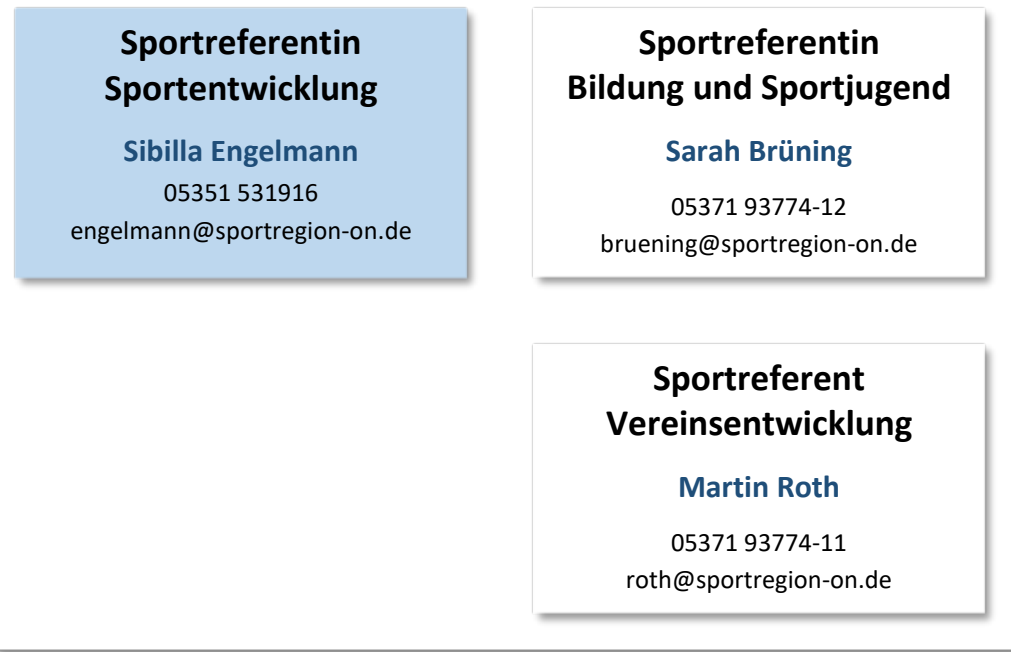 Sportreferentin
Sportentwicklung
Sibilla Engelmann
05351 531916
engelmann@sportregion-on.de
Sportreferentin
Bildung und Sportjugend
Sarah Brüning
05371 93774-12
bruening@sportregion-on.de
Sportreferent
Vereinsentwicklung
Martin Roth
05371 93774-11
roth@sportregion-on.de